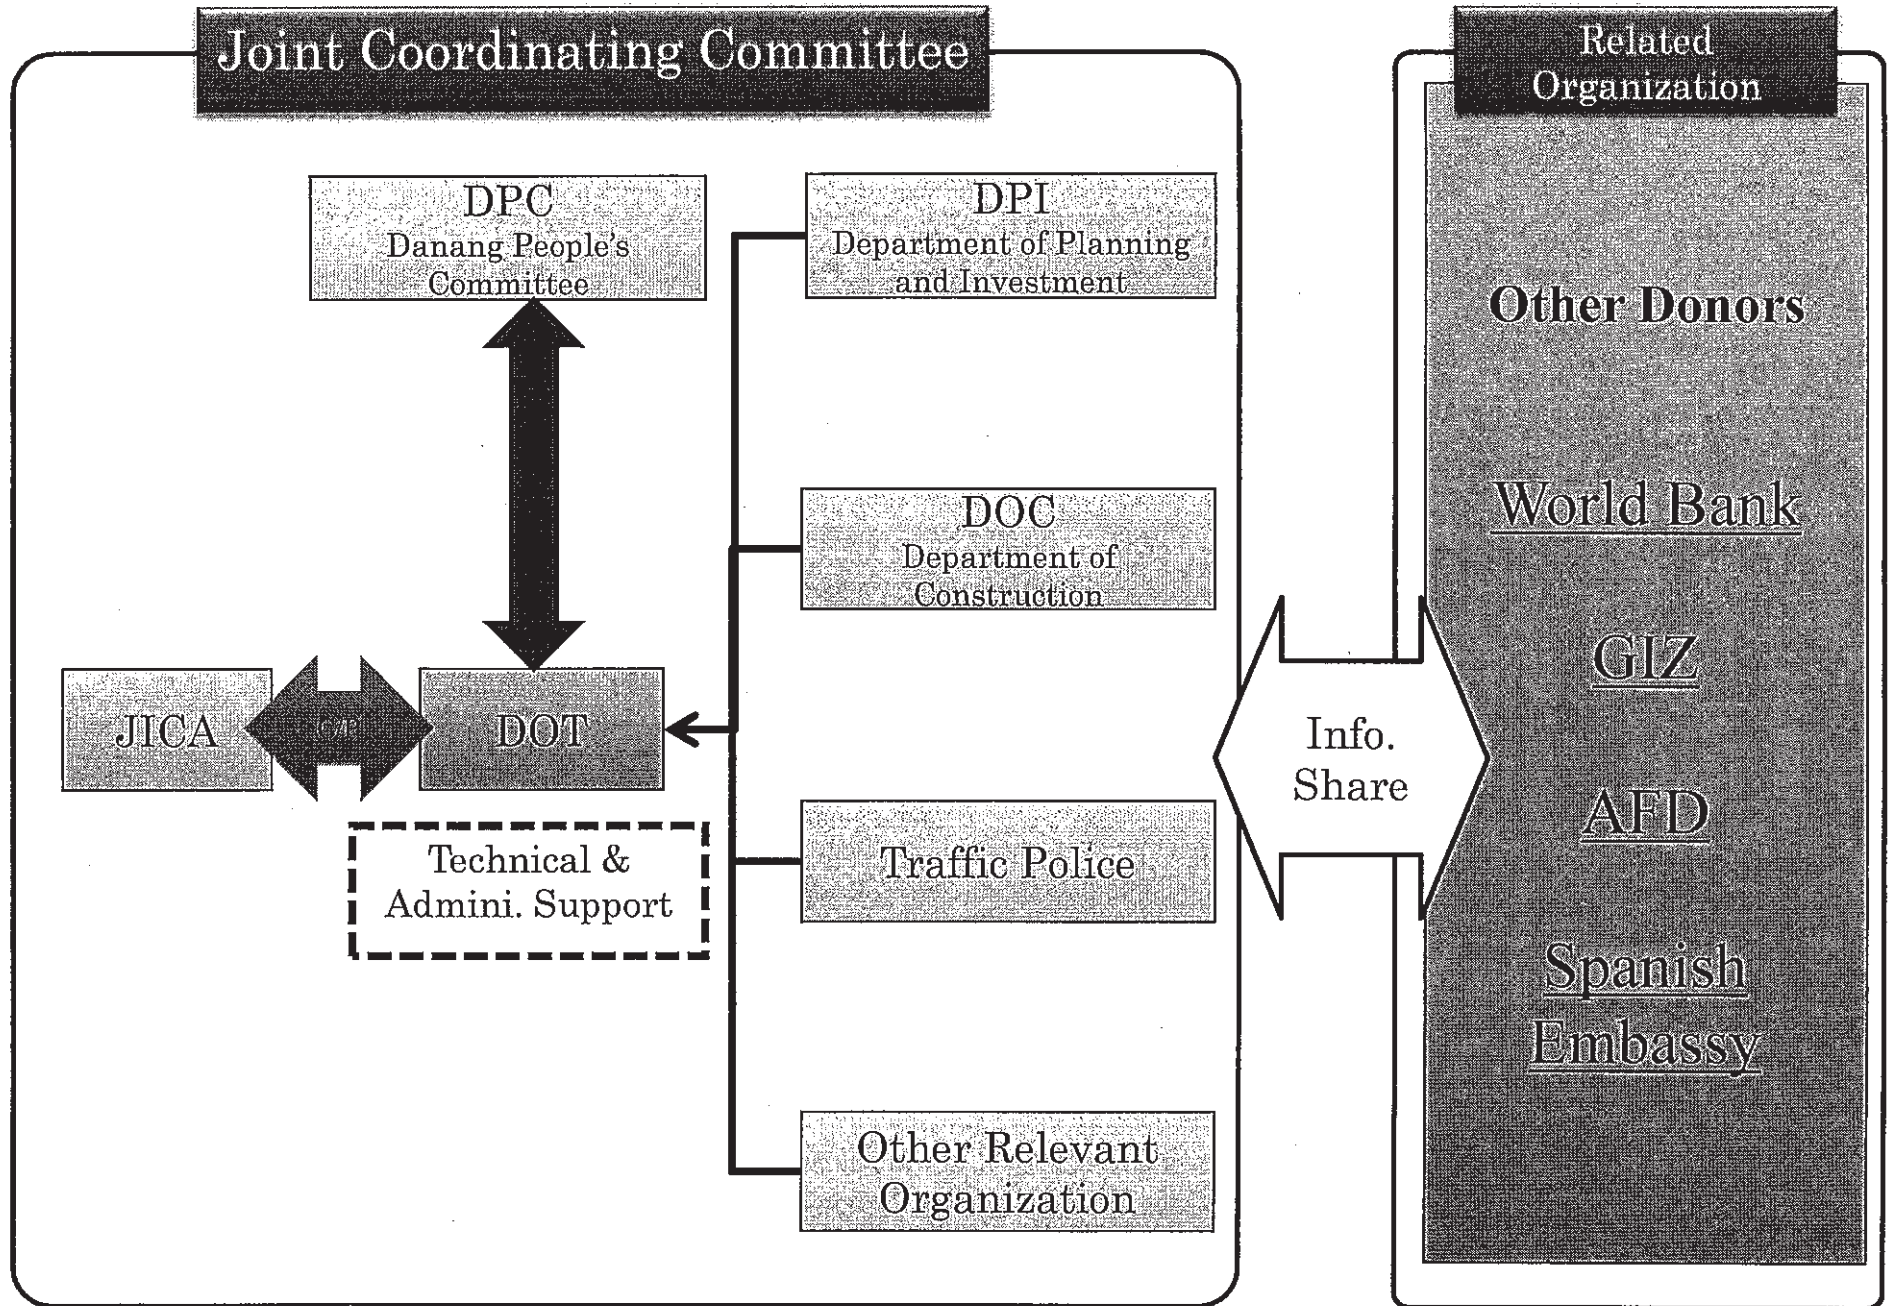 Joint Coordinating Committee
DPC
Danang People's
Committee
DPI
Department of Planning
and Investment
DOC
Department of
Construction
JICA
DOT
Technical &
Admini. Support
Traffic Police
Other Relevant
Organization
Info.
Share
Related
Organization
Other Donors
World Bank
GIZ
AFD
Spanish
Embassy